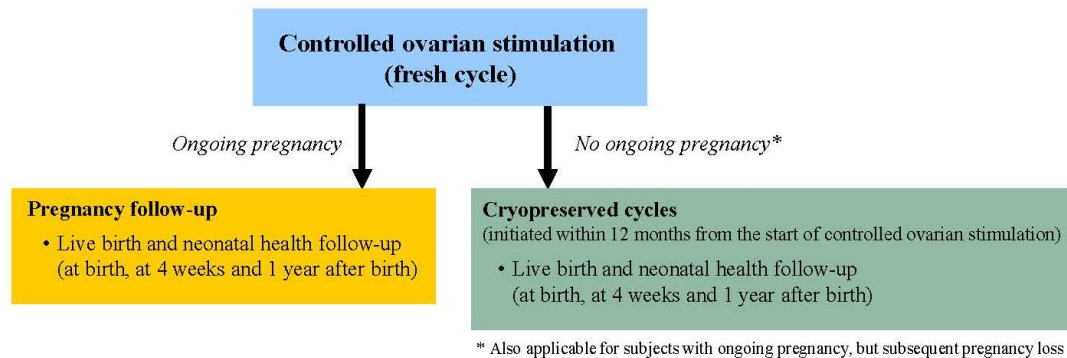 Controlled ovarian stimulation
(fresh cycle)
Ongoing pregnancy
No ongoing pregnancy*
Pregnancy follow-up
• Live birth and neonatal health follow-up
(at birth, at 4 weeks and 1 year after birth)
Cryopreserved cycles
(initiated within 12 months from the start of controlled ovarian stimulation)
• Live birth and neonatal health follow-up
(at birth, at 4 weeks and 1 year after birth)
* Also applicable for subjects with ongoing pregnancy, but subsequent pregnancy loss